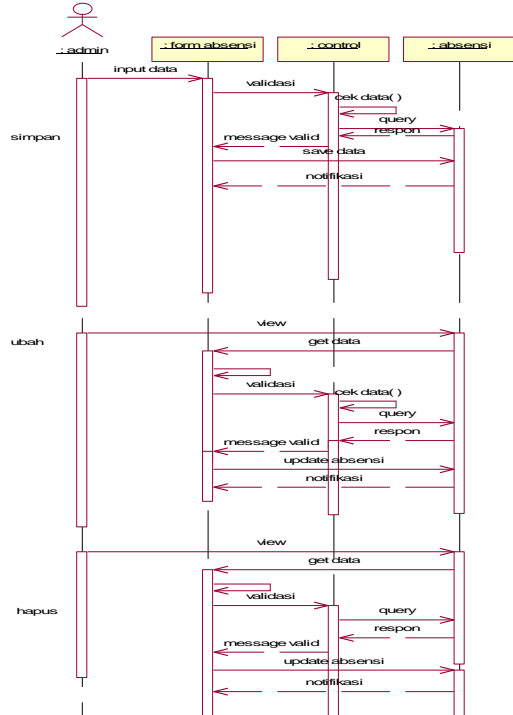 : admin
: form absensi
: control
: absensi
input data
validasi
cek data( )
query
respon
simpan
message valid
save data
notifikasi
view
ubah
get data
validasi
cek data( )
query
respon
message valid
update absensi
notifikasi
view
get data
validasi
hapus
query
respon
message valid
update absensi
notifikasi